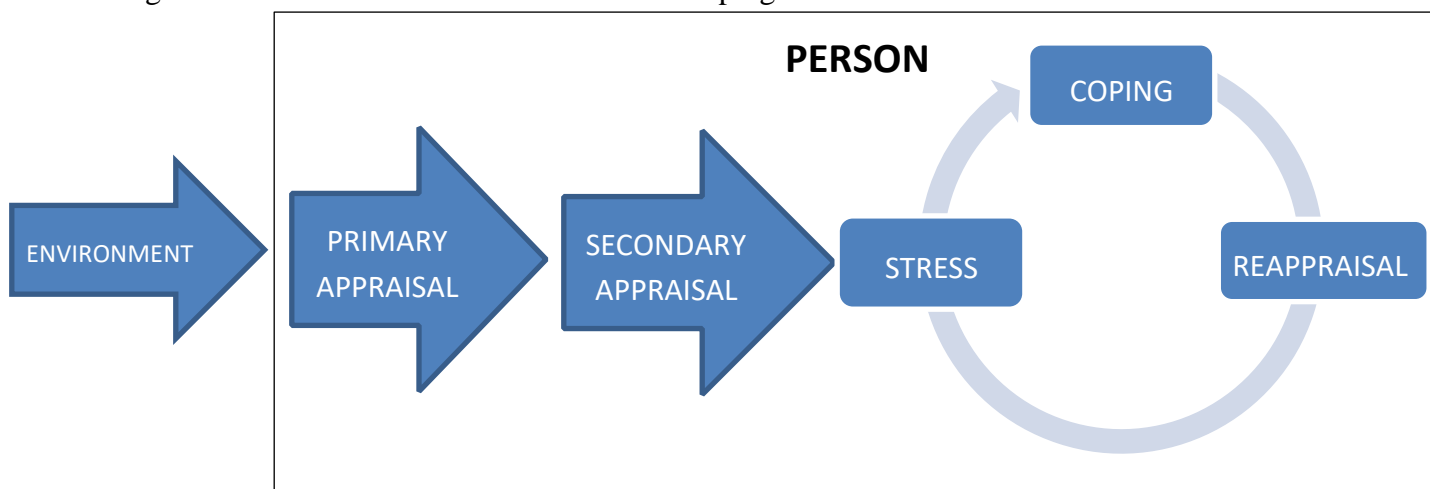 PERSON
COPING
ENVIRONMENT
PRIMARY
APPRAISAL
SECONDARY
APPRAISAL
STRESS
REAPPRAISAL